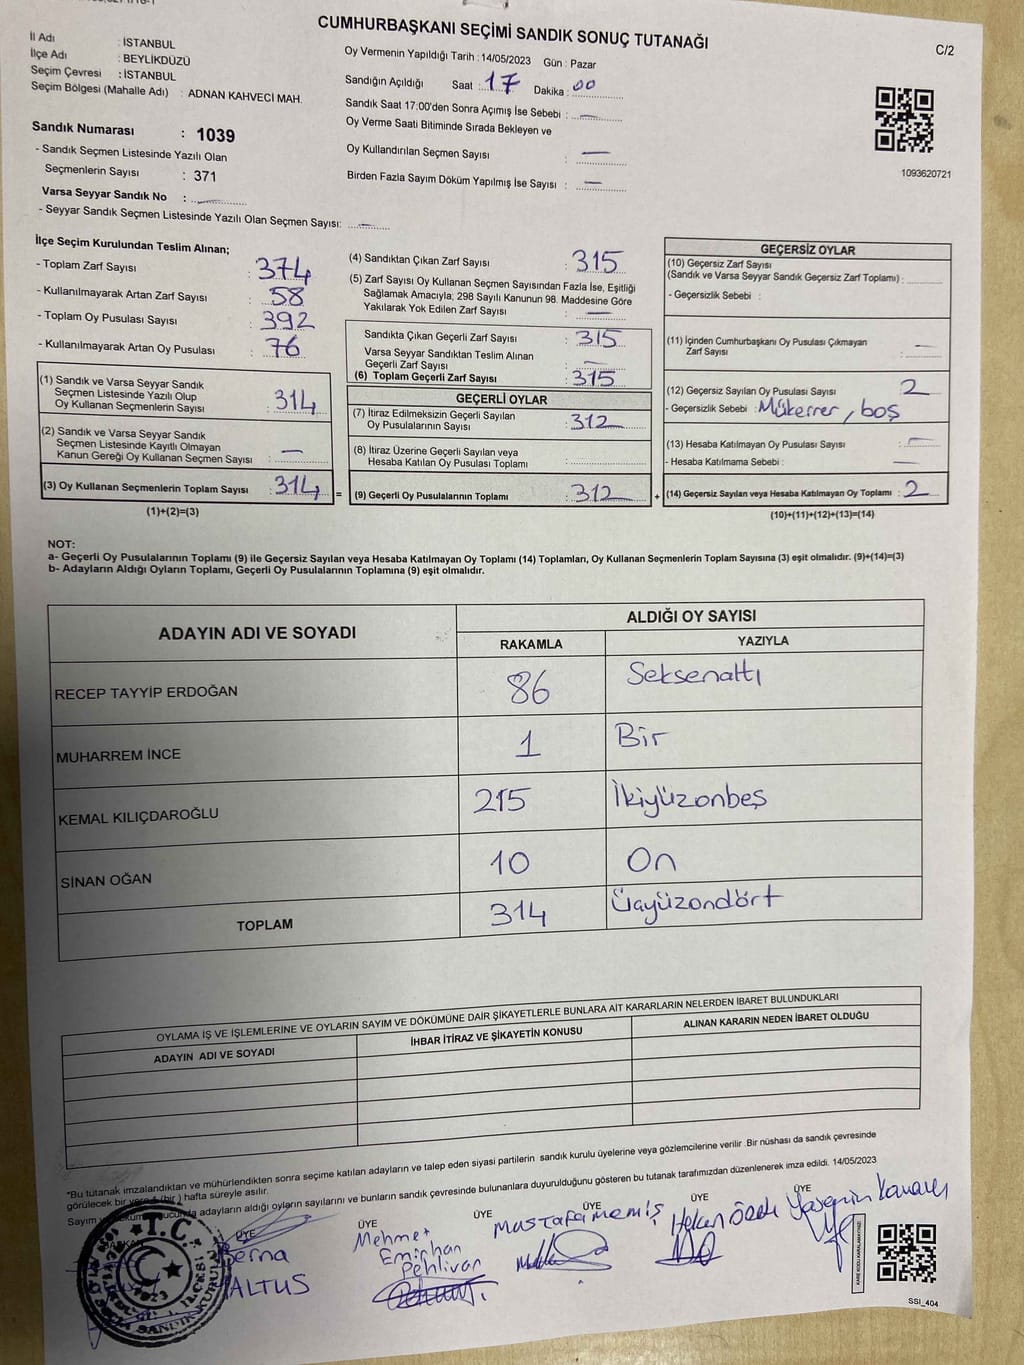 CUMHURBAŞKANI SEÇİMİ SANDIK SONUÇ TUTANAĞI
C/2
İl Adı : İSTANBUL
İlçe Adı : BEYLİKDÜZÜ
Seçim Çevresi : İSTANBUL
Seçim Bölgesi (Mahalle Adı) : ADNAN KAHVECİ MAH.
Sandık Numarası : 1039
- Sandık Seçmen Listesinde Yazılı Olan
Seçmenlerin Sayısı : 371
Varsa Seyyar Sandık No :
- Seyyar Sandık Seçmen Listesinde Yazılı Olan Seçmen Sayısı: —
Oy Vermenin Yapıldığı Tarih : 14/05/2023 Gün : Pazar
Sandığın Açıldığı Saat : 17 Dakika : 00
Sandık Saat 17:00'den Sonra Açımış İse Sebebi : —
Oy Verme Saati Bitiminde Sırada Bekleyen ve
Oy Kullandırılan Seçmen Sayısı : —
Birden Fazla Sayım Döküm Yapılmış İse Sayısı : —
1093620721
İlçe Seçim Kurulundan Teslim Alınan;
- Toplam Zarf Sayısı : 374
- Kullanılmayarak Artan Zarf Sayısı : 58
- Toplam Oy Pusulası Sayısı : 392
- Kullanılmayarak Artan Oy Pusulası : 76
(1) Sandık ve Varsa Seyyar Sandık
Seçmen Listesinde Yazılı Olup
Oy Kullanan Seçmenlerin Sayısı : 314
(2) Sandık ve Varsa Seyyar Sandık
Seçmen Listesinde Kayıtlı Olmayan
Kanun Gereği Oy Kullanan Seçmen Sayısı : —
(3) Oy Kullanan Seçmenlerin Toplam Sayısı : 314 =
(1)+(2)=(3)
(4) Sandıktan Çıkan Zarf Sayısı : 315
(5) Zarf Sayısı Oy Kullanan Seçmen Sayısından Fazla İse, Eşitliği
Sağlamak Amacıyla; 298 Sayılı Kanunun 98. Maddesine Göre
Yakılarak Yok Edilen Zarf Sayısı : —
Sandıkta Çıkan Geçerli Zarf Sayısı : 315
Varsa Seyyar Sandıktan Teslim Alınan
Geçerli Zarf Sayısı : —
(6) Toplam Geçerli Zarf Sayısı : 315
GEÇERLİ OYLAR
(7) İtiraz Edilmeksizin Geçerli Sayılan
Oy Pusulalarının Sayısı : 312
(8) İtiraz Üzerine Geçerli Sayılan veya
Hesaba Katılan Oy Pusulası Toplamı :
(9) Geçerli Oy Pusulalarının Toplamı : 312 +
GEÇERSİZ OYLAR
(10) Geçersiz Zarf Sayısı
(Sandık ve Varsa Seyyar Sandık Geçersiz Zarf Toplamı) :
- Geçersizlik Sebebi :
(11) İçinden Cumhurbaşkanı Oy Pusulası Çıkmayan
Zarf Sayısı : —
(12) Geçersiz Sayılan Oy Pusulası Sayısı : 2
- Geçersizlik Sebebi : Mükerrer, boş
(13) Hesaba Katılmayan Oy Pusulası Sayısı : —
- Hesaba Katılmama Sebebi : —
(14) Geçersiz Sayılan veya Hesaba Katılmayan Oy Toplamı : 2
(10)+(11)+(12)+(13)=(14)
NOT:
a- Geçerli Oy Pusulalarının Toplamı (9) ile Geçersiz Sayılan veya Hesaba Katılmayan Oy Toplamı (14) Toplamları, Oy Kullanan Seçmenlerin Toplam Sayısına (3) eşit olmalıdır. (9)+(14)=(3)
b- Adayların Aldığı Oyların Toplamı, Geçerli Oy Pusulalarının Toplamına (9) eşit olmalıdır.
ADAYIN ADI VE SOYADI
ALDIĞI OY SAYISI
RAKAMLA YAZIYLA
RECEP TAYYİP ERDOĞAN 86 Seksenaltı
MUHARREM İNCE 1 Bir
KEMAL KILIÇDAROĞLU 215 İkiyüzonbeş
SİNAN OĞAN 10 On
TOPLAM 314 Üçyüzondört
OYLAMA İŞ VE İŞLEMLERİNE VE OYLARIN SAYIM VE DÖKÜMÜNE DAİR ŞİKAYETLERLE BUNLARA AİT KARARLARIN NELERDEN İBARET BULUNDUKLARI
ADAYIN ADI VE SOYADI İHBAR İTİRAZ VE ŞİKAYETİN KONUSU ALINAN KARARIN NEDEN İBARET OLDUĞU
*Bu tutanak imzalandıktan ve mühürlendikten sonra seçime katılan adayların ve talep eden siyasi partilerin sandık kurulu üyelerine veya gözlemcilerine verilir .Bir nüshası da sandık çevresinde
görülecek bir yere 1 (bir ) hafta süreyle asılır.
Sayım adayların aldığı oyların sayılarını ve bunların sandık çevresinde bulunanlara duyurulduğunu gösteren bu tutanak tarafımızdan düzenlenerek imza edildi. 14/05/2023
ÜYE ÜYE ÜYE ÜYE ÜYE
Berna
ALTUS
Mehmet
Emirhan
Pehlivan
Mustafa Memiş
Hakan
Yasemin
T.C.
KARE KODU KARALAMAYINIZ!
SSİ_404